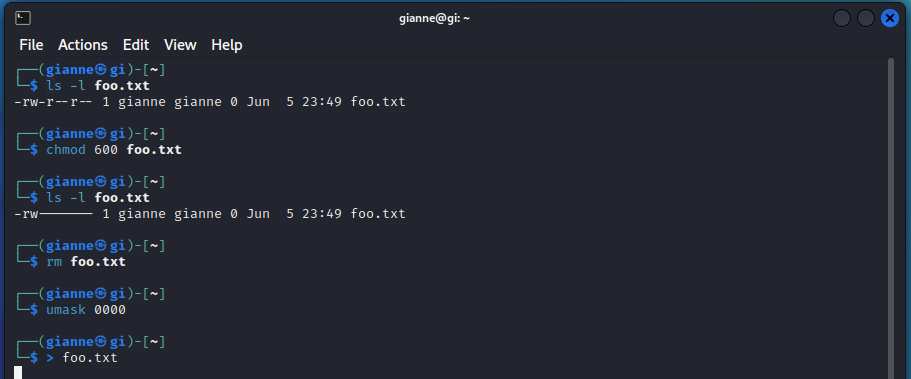 gianne@gi: ~
File Actions Edit View Help
┌──(gianne㉿gi)-[~]
└─$ ls -l foo.txt
-rw-r--r-- 1 gianne gianne 0 Jun  5 23:49 foo.txt
┌──(gianne㉿gi)-[~]
└─$ chmod 600 foo.txt
┌──(gianne㉿gi)-[~]
└─$ ls -l foo.txt
-rw------- 1 gianne gianne 0 Jun  5 23:49 foo.txt
┌──(gianne㉿gi)-[~]
└─$ rm foo.txt
┌──(gianne㉿gi)-[~]
└─$ umask 0000
┌──(gianne㉿gi)-[~]
└─$ > foo.txt